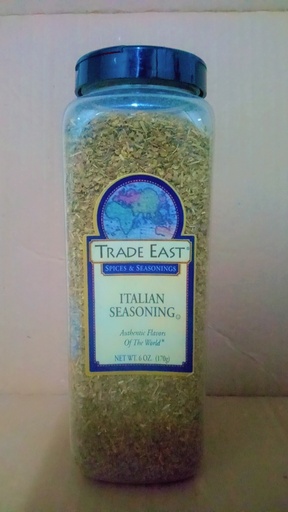 TRADE EAST®
SPICES & SEASONINGS
ITALIAN
SEASONING
Authentic Flavors
Of The World®
NET WT. 6 OZ. (170g)